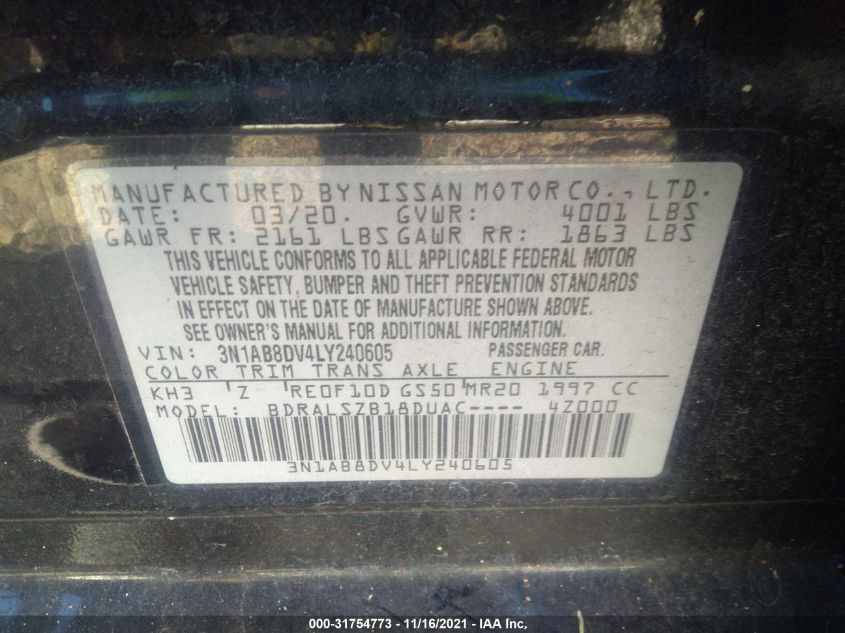 MANUFACTURED BY NISSAN MOTOR CO., LTD.
DATE: 03/20. GVWR: 4001 LBS
GAWR FR: 2161 LBS GAWR RR: 1863 LBS
THIS VEHICLE CONFORMS TO ALL APPLICABLE FEDERAL MOTOR
VEHICLE SAFETY, BUMPER AND THEFT PREVENTION STANDARDS
IN EFFECT ON THE DATE OF MANUFACTURE SHOWN ABOVE.
SEE OWNER'S MANUAL FOR ADDITIONAL INFORMATION.
VIN: 3N1AB8DV4LY240605 PASSENGER CAR.
COLOR TRIM TRANS AXLE ENGINE
KH3 Z RE0F10D GS50 MR20 1997 CC
MODEL: BDRALSZB18DUAC---- 4Z000
3N1AB8DV4LY240605
000-31754773 - 11/16/2021 - IAA Inc.